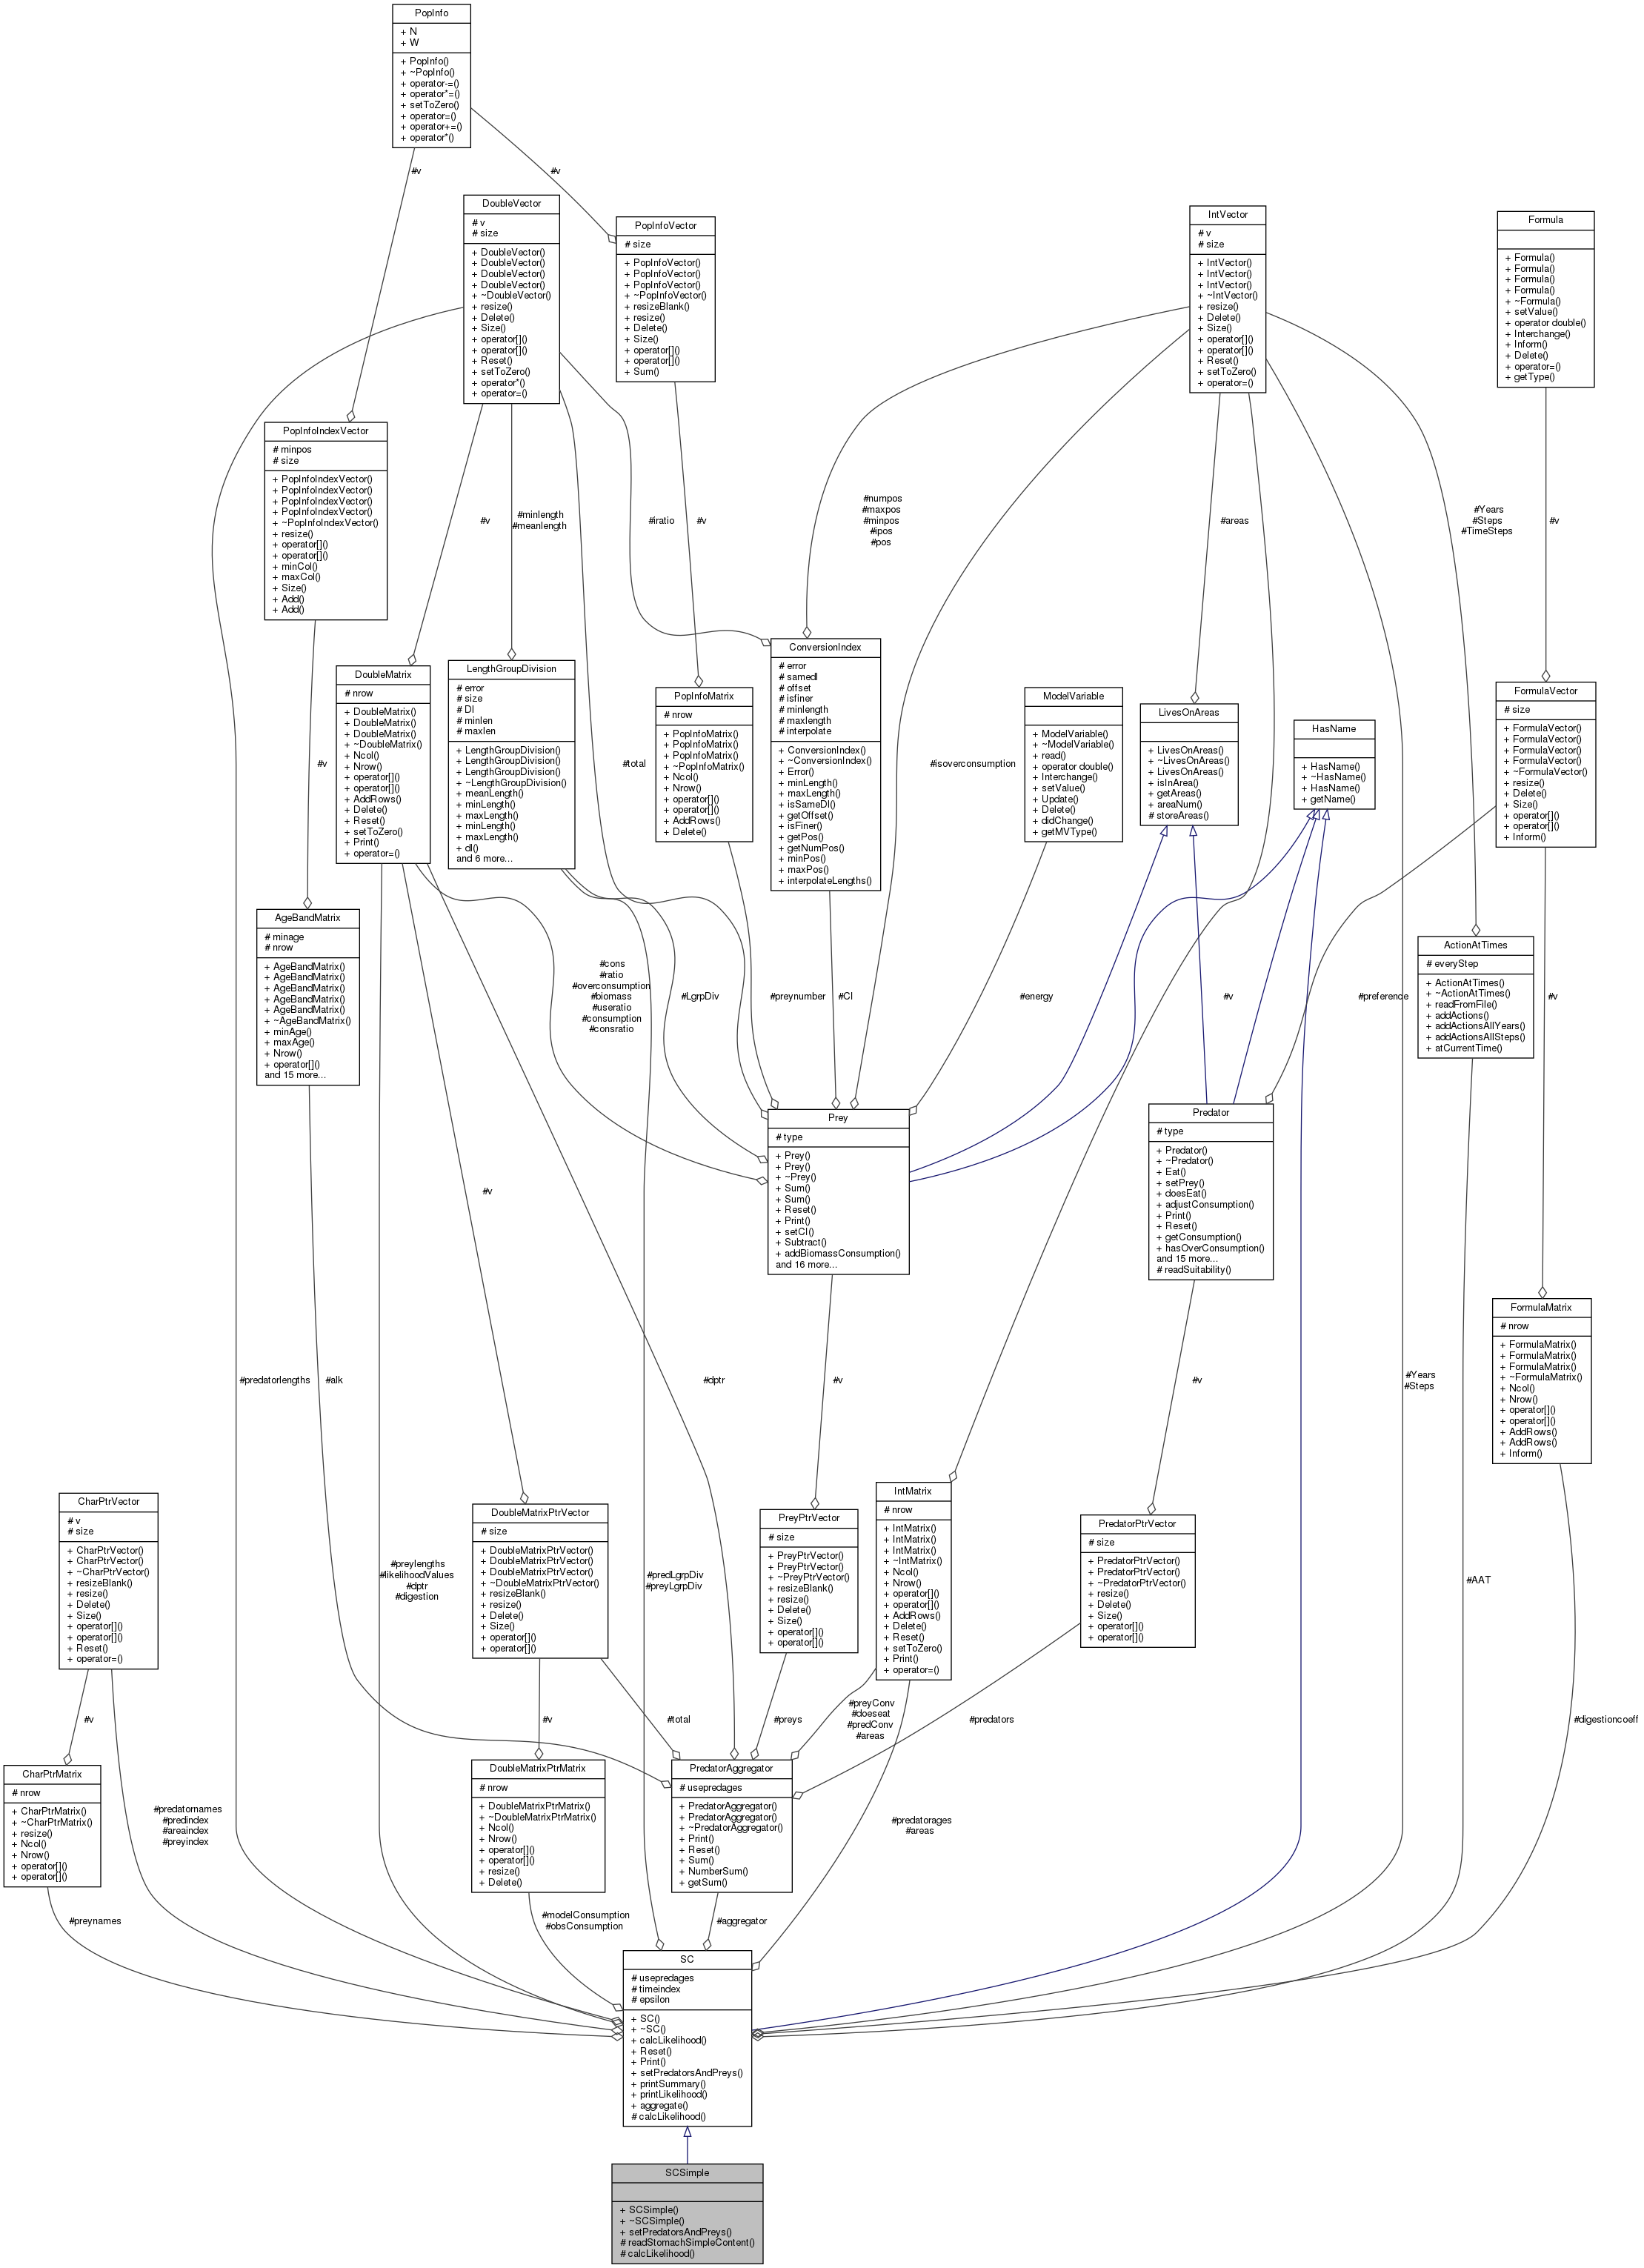 PopInfo
+ N
+ W
+ PopInfo()
+ ~PopInfo()
+ operator-=()
+ operator*=()
+ setToZero()
+ operator=()
+ operator+=()
+ operator*()
#v
#v
DoubleVector
# v
# size
+ DoubleVector()
+ DoubleVector()
+ DoubleVector()
+ DoubleVector()
+ ~DoubleVector()
+ resize()
+ Delete()
+ Size()
+ operator[]()
+ operator[]()
+ Reset()
+ setToZero()
+ operator*()
+ operator=()
PopInfoVector
# size
+ PopInfoVector()
+ PopInfoVector()
+ PopInfoVector()
+ ~PopInfoVector()
+ resizeBlank()
+ resize()
+ Delete()
+ Size()
+ operator[]()
+ operator[]()
+ Sum()
IntVector
# v
# size
+ IntVector()
+ IntVector()
+ IntVector()
+ ~IntVector()
+ resize()
+ Delete()
+ Size()
+ operator[]()
+ operator[]()
+ Reset()
+ setToZero()
+ operator=()
Formula
+ Formula()
+ Formula()
+ Formula()
+ Formula()
+ ~Formula()
+ setValue()
+ operator double()
+ Interchange()
+ Inform()
+ Delete()
+ operator=()
+ getType()
PopInfoIndexVector
# minpos
# size
+ PopInfoIndexVector()
+ PopInfoIndexVector()
+ PopInfoIndexVector()
+ PopInfoIndexVector()
+ ~PopInfoIndexVector()
+ resize()
+ operator[]()
+ operator[]()
+ minCol()
+ maxCol()
+ Size()
+ Add()
+ Add()
#v
#minlength
#meanlength
#iratio
#v
#numpos
#maxpos
#minpos
#ipos
#pos
#areas
#Years
#Steps
#TimeSteps
#v
DoubleMatrix
# nrow
+ DoubleMatrix()
+ DoubleMatrix()
+ DoubleMatrix()
+ ~DoubleMatrix()
+ Ncol()
+ Nrow()
+ operator[]()
+ operator[]()
+ AddRows()
+ Delete()
+ Reset()
+ setToZero()
+ Print()
+ operator=()
LengthGroupDivision
# error
# size
# Dl
# minlen
# maxlen
+ LengthGroupDivision()
+ LengthGroupDivision()
+ LengthGroupDivision()
+ ~LengthGroupDivision()
+ meanLength()
+ minLength()
+ maxLength()
+ minLength()
+ maxLength()
+ dl()
and 6 more...
PopInfoMatrix
# nrow
+ PopInfoMatrix()
+ PopInfoMatrix()
+ PopInfoMatrix()
+ ~PopInfoMatrix()
+ Ncol()
+ Nrow()
+ operator[]()
+ operator[]()
+ AddRows()
+ Delete()
ConversionIndex
# error
# samedl
# offset
# isfiner
# minlength
# maxlength
# interpolate
+ ConversionIndex()
+ ~ConversionIndex()
+ Error()
+ minLength()
+ maxLength()
+ isSameDl()
+ getOffset()
+ isFiner()
+ getPos()
+ getNumPos()
+ minPos()
+ maxPos()
+ interpolateLengths()
ModelVariable
+ ModelVariable()
+ ~ModelVariable()
+ read()
+ operator double()
+ Interchange()
+ setValue()
+ Update()
+ Delete()
+ didChange()
+ getMVType()
LivesOnAreas
+ LivesOnAreas()
+ ~LivesOnAreas()
+ LivesOnAreas()
+ isInArea()
+ getAreas()
+ areaNum()
# storeAreas()
HasName
+ HasName()
+ ~HasName()
+ HasName()
+ getName()
FormulaVector
# size
+ FormulaVector()
+ FormulaVector()
+ FormulaVector()
+ FormulaVector()
+ ~FormulaVector()
+ resize()
+ Delete()
+ Size()
+ operator[]()
+ operator[]()
+ Inform()
#v
#total
#isoverconsumption
AgeBandMatrix
# minage
# nrow
+ AgeBandMatrix()
+ AgeBandMatrix()
+ AgeBandMatrix()
+ AgeBandMatrix()
+ AgeBandMatrix()
+ ~AgeBandMatrix()
+ minAge()
+ maxAge()
+ Nrow()
+ operator[]()
and 15 more...
#cons
#ratio
#overconsumption
#biomass
#useratio
#consumption
#consratio
#LgrpDiv
#preynumber
#CI
#energy
#v
#preference
ActionAtTimes
# everyStep
+ ActionAtTimes()
+ ~ActionAtTimes()
+ readFromFile()
+ addActions()
+ addActionsAllYears()
+ addActionsAllSteps()
+ atCurrentTime()
#v
Prey
# type
+ Prey()
+ Prey()
+ ~Prey()
+ Sum()
+ Sum()
+ Reset()
+ Print()
+ setCI()
+ Subtract()
+ addBiomassConsumption()
and 16 more...
Predator
# type
+ Predator()
+ ~Predator()
+ Eat()
+ setPrey()
+ doesEat()
+ adjustConsumption()
+ Print()
+ Reset()
+ getConsumption()
+ hasOverConsumption()
and 15 more...
# readSuitability()
#v
FormulaMatrix
# nrow
+ FormulaMatrix()
+ FormulaMatrix()
+ FormulaMatrix()
+ ~FormulaMatrix()
+ Ncol()
+ Nrow()
+ operator[]()
+ operator[]()
+ AddRows()
+ AddRows()
+ Inform()
#predatorlengths
#alk
#dptr
#v
#v
#Years
#Steps
CharPtrVector
# v
# size
+ CharPtrVector()
+ CharPtrVector()
+ ~CharPtrVector()
+ resizeBlank()
+ resize()
+ Delete()
+ Size()
+ operator[]()
+ operator[]()
+ Reset()
+ operator=()
#preylengths
#likelihoodValues
#dptr
#digestion
DoubleMatrixPtrVector
# size
+ DoubleMatrixPtrVector()
+ DoubleMatrixPtrVector()
+ DoubleMatrixPtrVector()
+ ~DoubleMatrixPtrVector()
+ resizeBlank()
+ resize()
+ Delete()
+ Size()
+ operator[]()
+ operator[]()
#predLgrpDiv
#preyLgrpDiv
PreyPtrVector
# size
+ PreyPtrVector()
+ PreyPtrVector()
+ ~PreyPtrVector()
+ resizeBlank()
+ resize()
+ Delete()
+ Size()
+ operator[]()
+ operator[]()
IntMatrix
# nrow
+ IntMatrix()
+ IntMatrix()
+ IntMatrix()
+ ~IntMatrix()
+ Ncol()
+ Nrow()
+ operator[]()
+ operator[]()
+ AddRows()
+ Delete()
+ Reset()
+ setToZero()
+ Print()
+ operator=()
PredatorPtrVector
# size
+ PredatorPtrVector()
+ PredatorPtrVector()
+ ~PredatorPtrVector()
+ resize()
+ Delete()
+ Size()
+ operator[]()
+ operator[]()
#AAT
#v
#v
#total
#preys
#preyConv
#doeseat
#predConv
#areas
#predators
#digestioncoeff
CharPtrMatrix
# nrow
+ CharPtrMatrix()
+ ~CharPtrMatrix()
+ resize()
+ Ncol()
+ Nrow()
+ operator[]()
+ operator[]()
#predatornames
#predindex
#areaindex
#preyindex
DoubleMatrixPtrMatrix
# nrow
+ DoubleMatrixPtrMatrix()
+ ~DoubleMatrixPtrMatrix()
+ Ncol()
+ Nrow()
+ operator[]()
+ operator[]()
+ resize()
+ Delete()
PredatorAggregator
# usepredages
+ PredatorAggregator()
+ PredatorAggregator()
+ ~PredatorAggregator()
+ Print()
+ Reset()
+ Sum()
+ NumberSum()
+ getSum()
#predatorages
#areas
#preynames
#modelConsumption
#obsConsumption
#aggregator
SC
# usepredages
# timeindex
# epsilon
+ SC()
+ ~SC()
+ calcLikelihood()
+ Reset()
+ Print()
+ setPredatorsAndPreys()
+ printSummary()
+ printLikelihood()
+ aggregate()
# calcLikelihood()
SCSimple
+ SCSimple()
+ ~SCSimple()
+ setPredatorsAndPreys()
# readStomachSimpleContent()
# calcLikelihood()